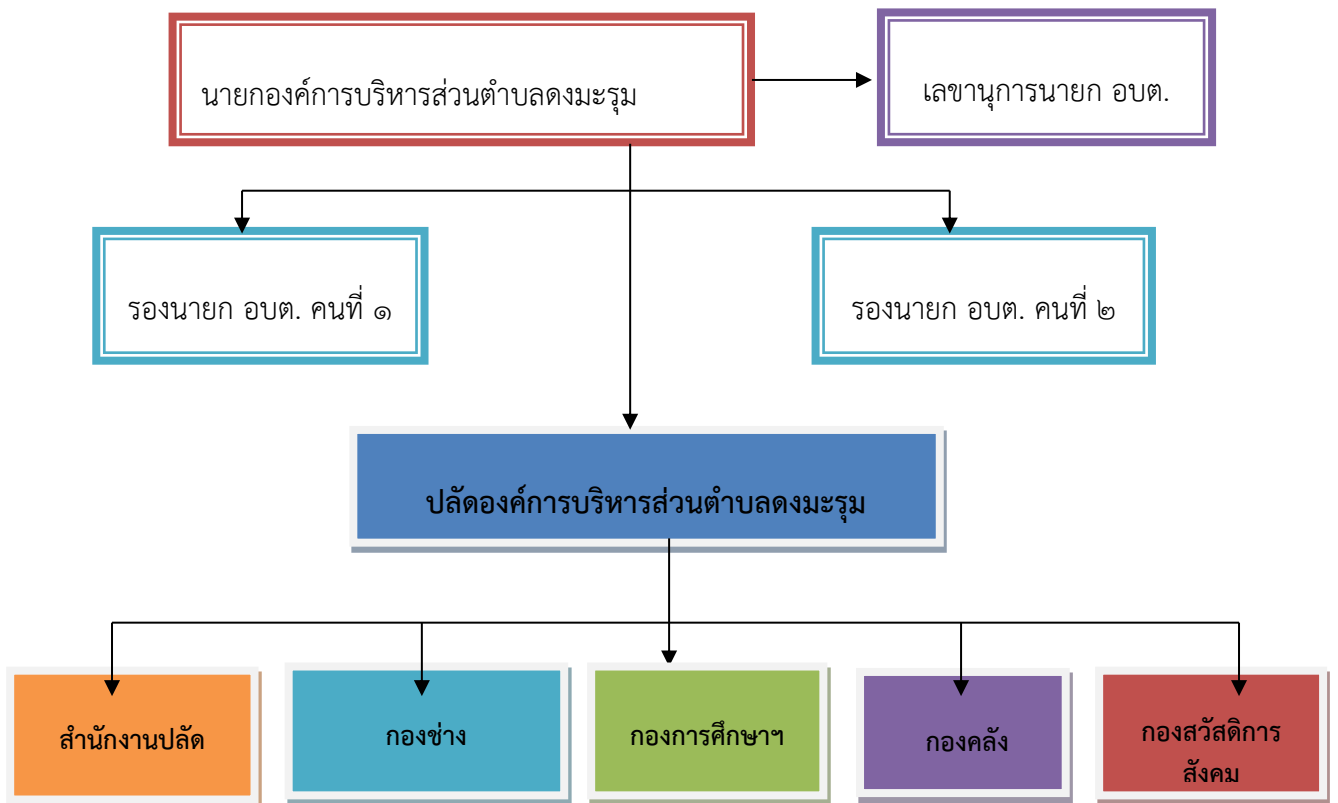 นายกองค์การบริหารส่วนตำบลดงมะรุม
เลขานุการนายก อบต.
รองนายก อบต. คนที่ ๑
รองนายก อบต. คนที่ ๒
ปลัดองค์การบริหารส่วนตำบลดงมะรุม
สำนักงานปลัด
กองช่าง
กองการศึกษาฯ
กองคลัง
กองสวัสดิการ
สังคม